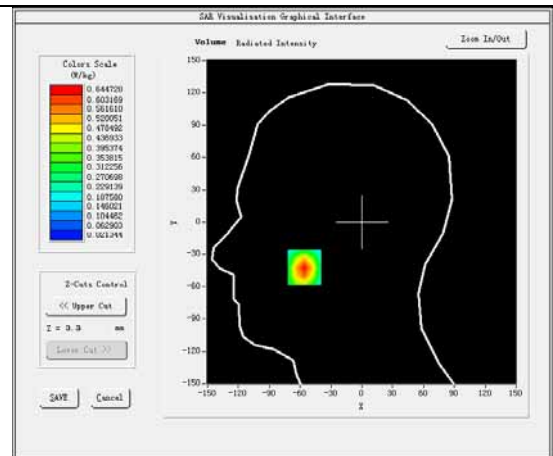 SAR Visualisation Graphical Interface
Volume Radiated Intensity
Zoom In/Out
Colors Scale
(W/kg)
0.644720
0.603169
0.561610
0.520051
0.478492
0.436933
0.395374
0.353815
0.312256
0.270698
0.229139
0.187580
0.146021
0.104462
0.062903
0.021344
150
120
90
60
30
0
-30
-60
-90
-120
-150
Y
-150 -120 -90 -60 -30 0 30 60 90 120 150
X
Z-Cuts Control
<< Upper Cut
Z = 3.3 mm
Lower Cut >>
SAVE
Cancel